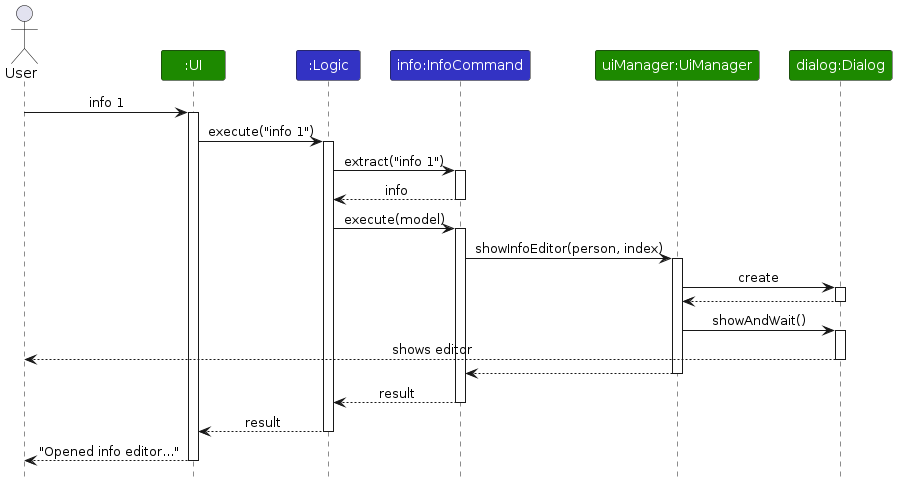 User
:UI
:Logic
info:InfoCommand
uiManager:UiManager
dialog:Dialog
info 1
execute("info 1")
extract("info 1")
info
execute(model)
showInfoEditor(person, index)
create
showAndWait()
shows editor
result
result
"Opened info editor..."